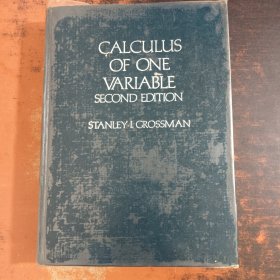 CALCULUS
OF ONE
VARIABLE
SECOND EDITION
STANLEY I. GROSSMAN